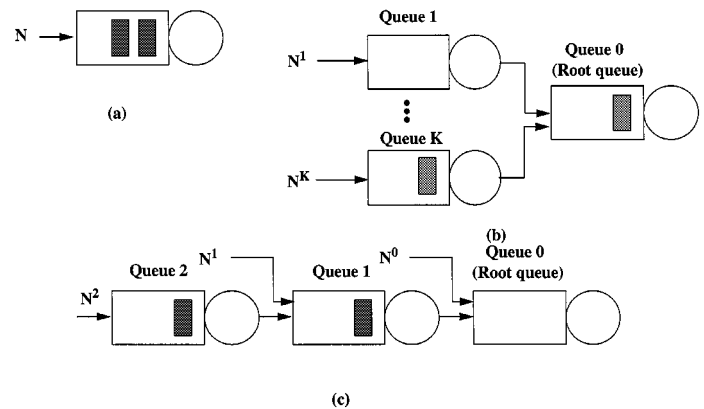 N
(a)
Queue 1
N¹
Queue K
Nᴷ
Queue 0
(Root queue)
(b)
Queue 2
N²
N¹
Queue 1
N⁰
Queue 0
(Root queue)
(c)